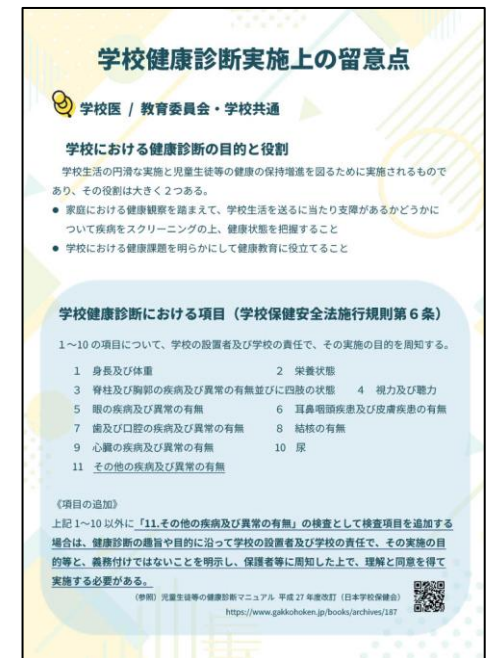 学校健康診断実施上の留意点
学校医 / 教育委員会・学校共通
学校における健康診断の目的と役割
学校生活の円滑な実施と児童生徒等の健康の保持増進を図るために実施されるもので
あり、その役割は大きく2つある。
● 家庭における健康観察を踏まえて、学校生活を送るに当たり支障があるかどうかに
ついて疾病をスクリーニングの上、健康状態を把握すること
● 学校における健康課題を明らかにして健康教育に役立てること
学校健康診断における項目（学校保健安全法施行規則第6条）
1～10の項目について、学校の設置者及び学校の責任で、その実施の目的を周知する。
1 身長及び体重 2 栄養状態
3 脊柱及び胸郭の疾病及び異常の有無並びに四肢の状態 4 視力及び聴力
5 眼の疾病及び異常の有無 6 耳鼻咽頭疾患及び皮膚疾患の有無
7 歯及び口腔の疾病及び異常の有無 8 結核の有無
9 心臓の疾病及び異常の有無 10 尿
11 その他の疾病及び異常の有無
《項目の追加》
上記1～10以外に「11.その他の疾病及び異常の有無」の検査として検査項目を追加する
場合は、健康診断の趣旨や目的に沿って学校の設置者及び学校の責任で、その実施の目
的等と、義務付けではないことを明示し、保護者等に周知した上で、理解と同意を得て
実施する必要がある。
（参照）児童生徒等の健康診断マニュアル 平成27年度改訂（日本学校保健会）
https://www.gakkohoken.jp/books/archives/187